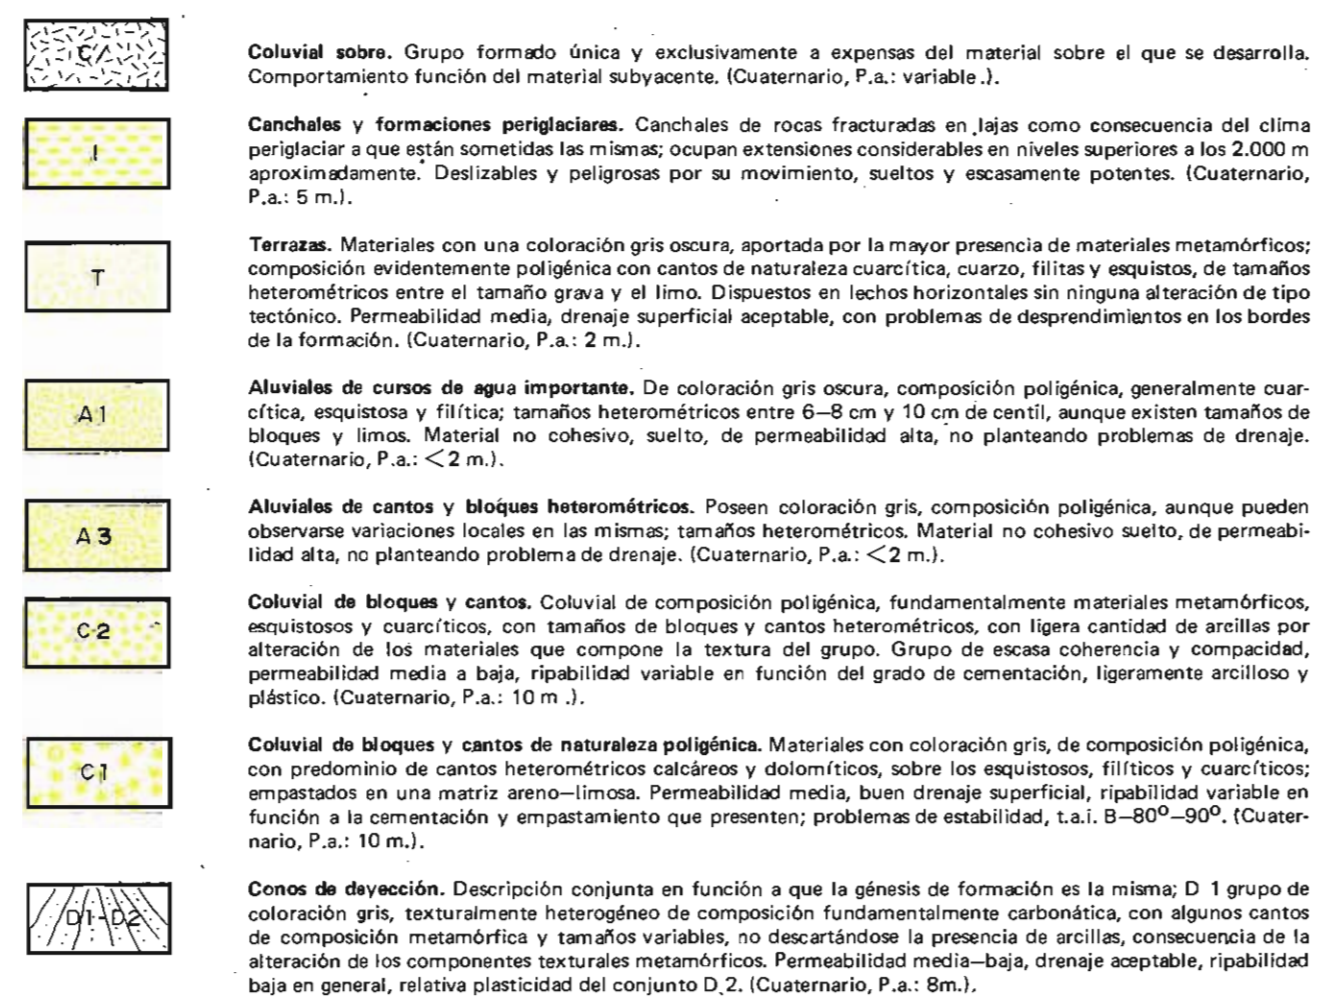 C/
Coluvial sobre. Grupo formado única y exclusivamente a expensas del material sobre el que se desarrolla.
Comportamiento función del material subyacente. (Cuaternario, P.a.: variable.).
I
Canchales y formaciones periglaciares. Canchales de rocas fracturadas en lajas como consecuencia del clima
periglaciar a que están sometidas las mismas; ocupan extensiones considerables en niveles superiores a los 2.000 m
aproximadamente. Deslizables y peligrosas por su movimiento, sueltos y escasamente potentes. (Cuaternario,
P.a.: 5 m.).
T
Terrazas. Materiales con una coloración gris oscura, aportada por la mayor presencia de materiales metamórficos;
composición evidentemente poligénica con cantos de naturaleza cuarcítica, cuarzo, filitas y esquistos, de tamaños
heterométricos entre el tamaño grava y el limo. Dispuestos en lechos horizontales sin ninguna alteración de tipo
tectónico. Permeabilidad media, drenaje superficial aceptable, con problemas de desprendimientos en los bordes
de la formación. (Cuaternario, P.a.: 2 m.).
A 1
Aluviales de cursos de agua importante. De coloración gris oscura, composición poligénica, generalmente cuar-
cítica, esquistosa y filítica; tamaños heterométricos entre 6—8 cm y 10 cm de centil, aunque existen tamaños de
bloques y limos. Material no cohesivo, suelto, de permeabilidad alta, no planteando problemas de drenaje.
(Cuaternario, P.a.: <2 m.).
A 3
Aluviales de cantos y bloques heterométricos. Poseen coloración gris, composición poligénica, aunque pueden
observarse variaciones locales en las mismas; tamaños heterométricos. Material no cohesivo suelto, de permeabi-
lidad alta, no planteando problema de drenaje. (Cuaternario, P.a.: <2 m.).
C-2
Coluvial de bloques y cantos. Coluvial de composición poligénica, fundamentalmente materiales metamórficos,
esquistosos y cuarcíticos, con tamaños de bloques y cantos heterométricos, con ligera cantidad de arcillas por
alteración de los materiales que compone la textura del grupo. Grupo de escasa coherencia y compacidad,
permeabilidad media a baja, ripabilidad variable en función del grado de cementación, ligeramente arcilloso y
plástico. (Cuaternario, P.a.: 10 m .).
C 1
Coluvial de bloques y cantos de naturaleza poligénica. Materiales con coloración gris, de composición poligénica,
con predominio de cantos heterométricos calcáreos y dolomíticos, sobre los esquistosos, filíticos y cuarcíticos;
empastados en una matriz areno—limosa. Permeabilidad media, buen drenaje superficial, ripabilidad variable en
función a la cementación y empastamiento que presenten; problemas de estabilidad, t.a.i. B—80º—90º. (Cuater-
nario, P.a.: 10 m.).
D1-D2
Conos de deyección. Descripción conjunta en función a que la génesis de formación es la misma; D 1 grupo de
coloración gris, texturalmente heterogéneo de composición fundamentalmente carbonática, con algunos cantos
de composición metamórfica y tamaños variables, no descartándose la presencia de arcillas, consecuencia de la
alteración de los componentes texturales metamórficos. Permeabilidad media—baja, drenaje aceptable, ripabilidad
baja en general, relativa plasticidad del conjunto D 2. (Cuaternario, P.a.: 8m.).